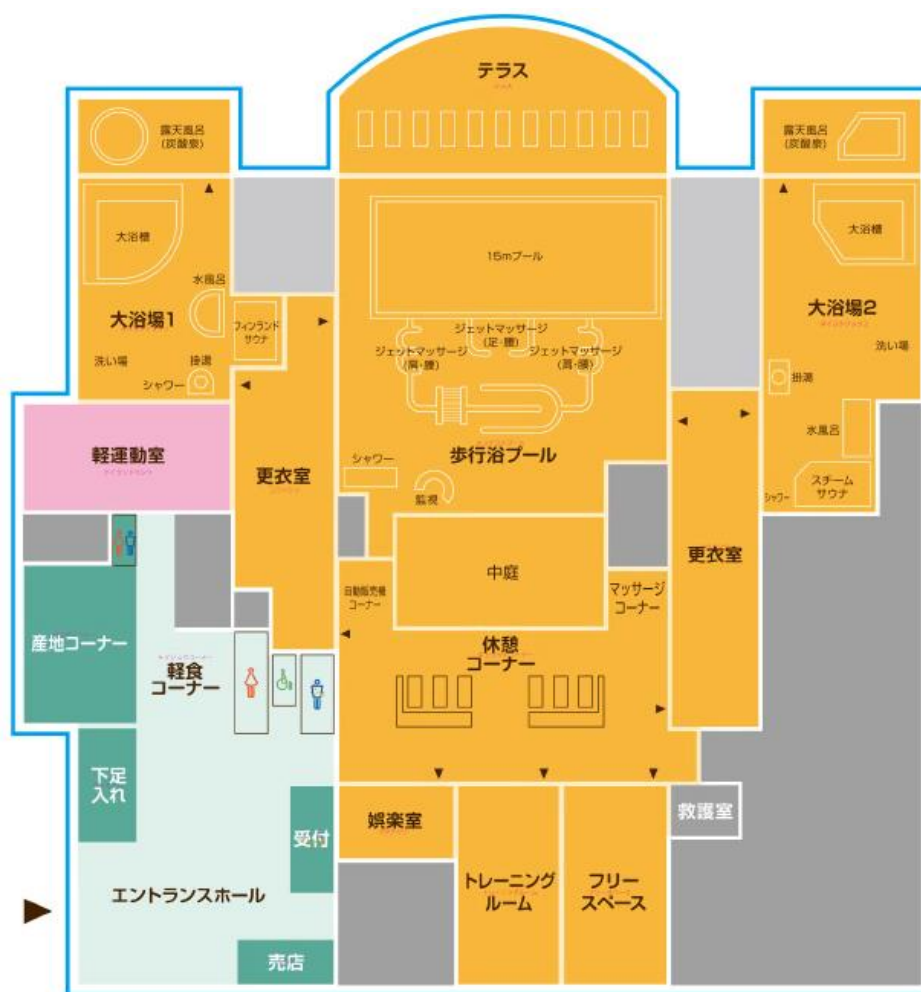 テラス
露天風呂
(炭酸泉)
露天風呂
(炭酸泉)
大浴槽
水風呂
大浴場1
フィンランド
サウナ
洗い場
掛湯
シャワー
15mプール
ジェットマッサージ
(足・腰)
ジェットマッサージ
(肩・腰)
ジェットマッサージ
(肩・腰)
大浴槽
大浴場2
洗い場
掛湯
水風呂
スチーム
サウナ
シャワー
軽運動室
更衣室
シャワー
監視
歩行浴プール
更衣室
中庭
自動販売機
コーナー
マッサージ
コーナー
休憩
コーナー
産地コーナー
軽食
コーナー
下足
入れ
受付
エントランスホール
売店
娯楽室
トレーニング
ルーム
フリー
スペース
救護室